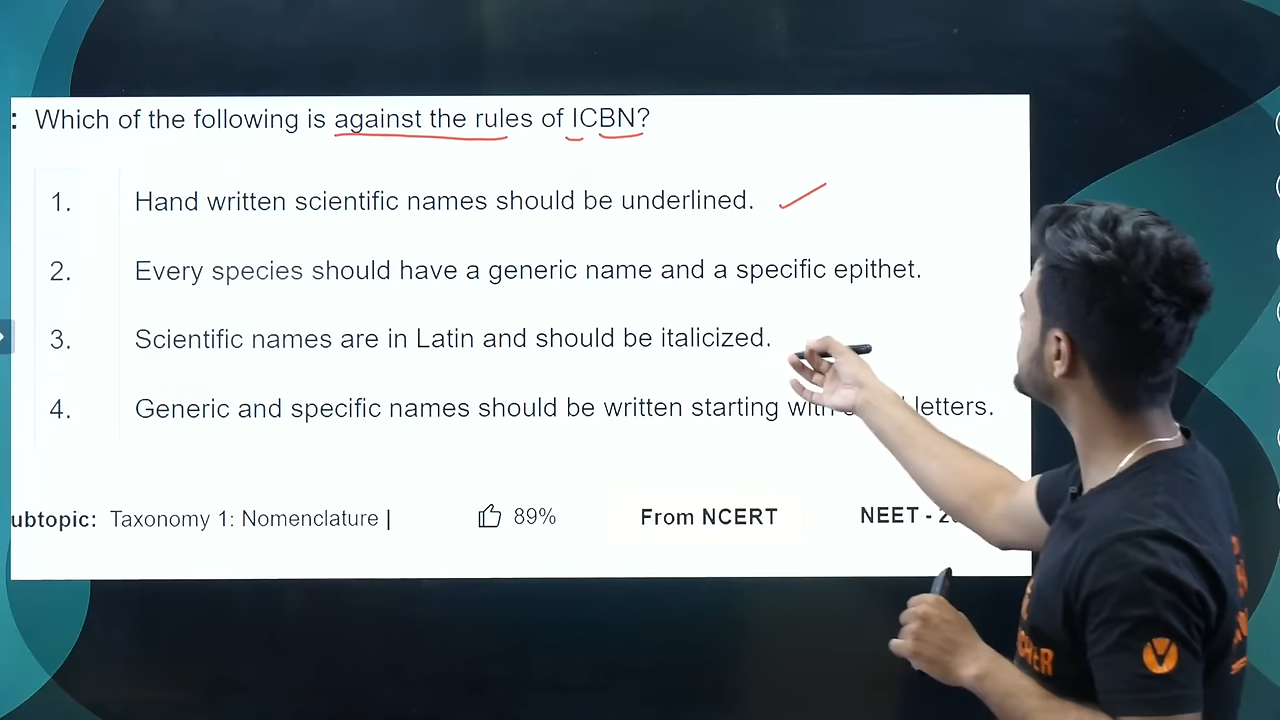 : Which of the following is against the rules of ICBN?
1. Hand written scientific names should be underlined.
2. Every species should have a generic name and a specific epithet.
3. Scientific names are in Latin and should be italicized.
4. Generic and specific names should be written starting with letters.
ubtopic: Taxonomy 1: Nomenclature | 89% From NCERT NEET -